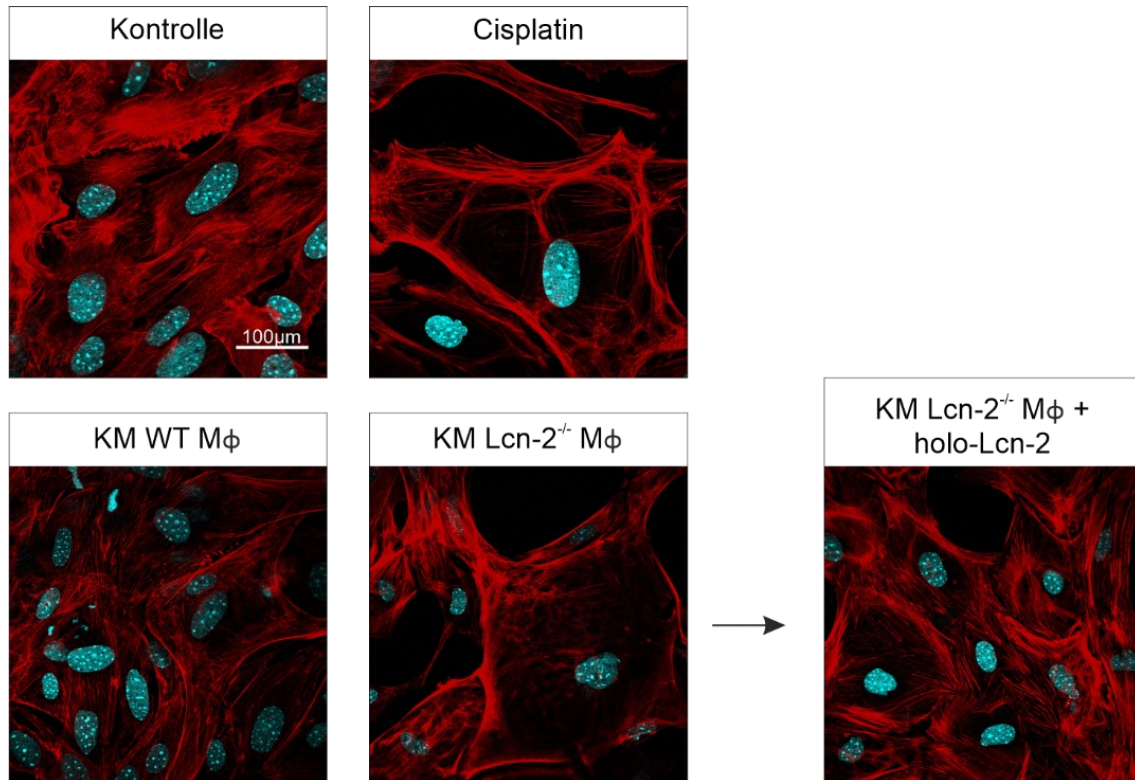 Kontrolle
Cisplatin
100µm
KM WT Mϕ
KM Lcn-2⁻/⁻ Mϕ
KM Lcn-2⁻/⁻ Mϕ +
holo-Lcn-2